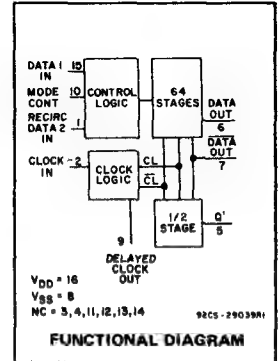 DATA 1 IN 15
MODE CONT 10
RECIRC DATA 2 IN 1
CONTROL LOGIC
64 STAGES
DATA OUT 6
DATA OUT 7
CLOCK IN 2
CLOCK LOGIC
CL
CL
1/2 STAGE
Q' 5
9
DELAYED CLOCK OUT
VDD = 16
VSS = 8
NC = 3,4,11,12,13,14
92CS-29039R1
FUNCTIONAL DIAGRAM